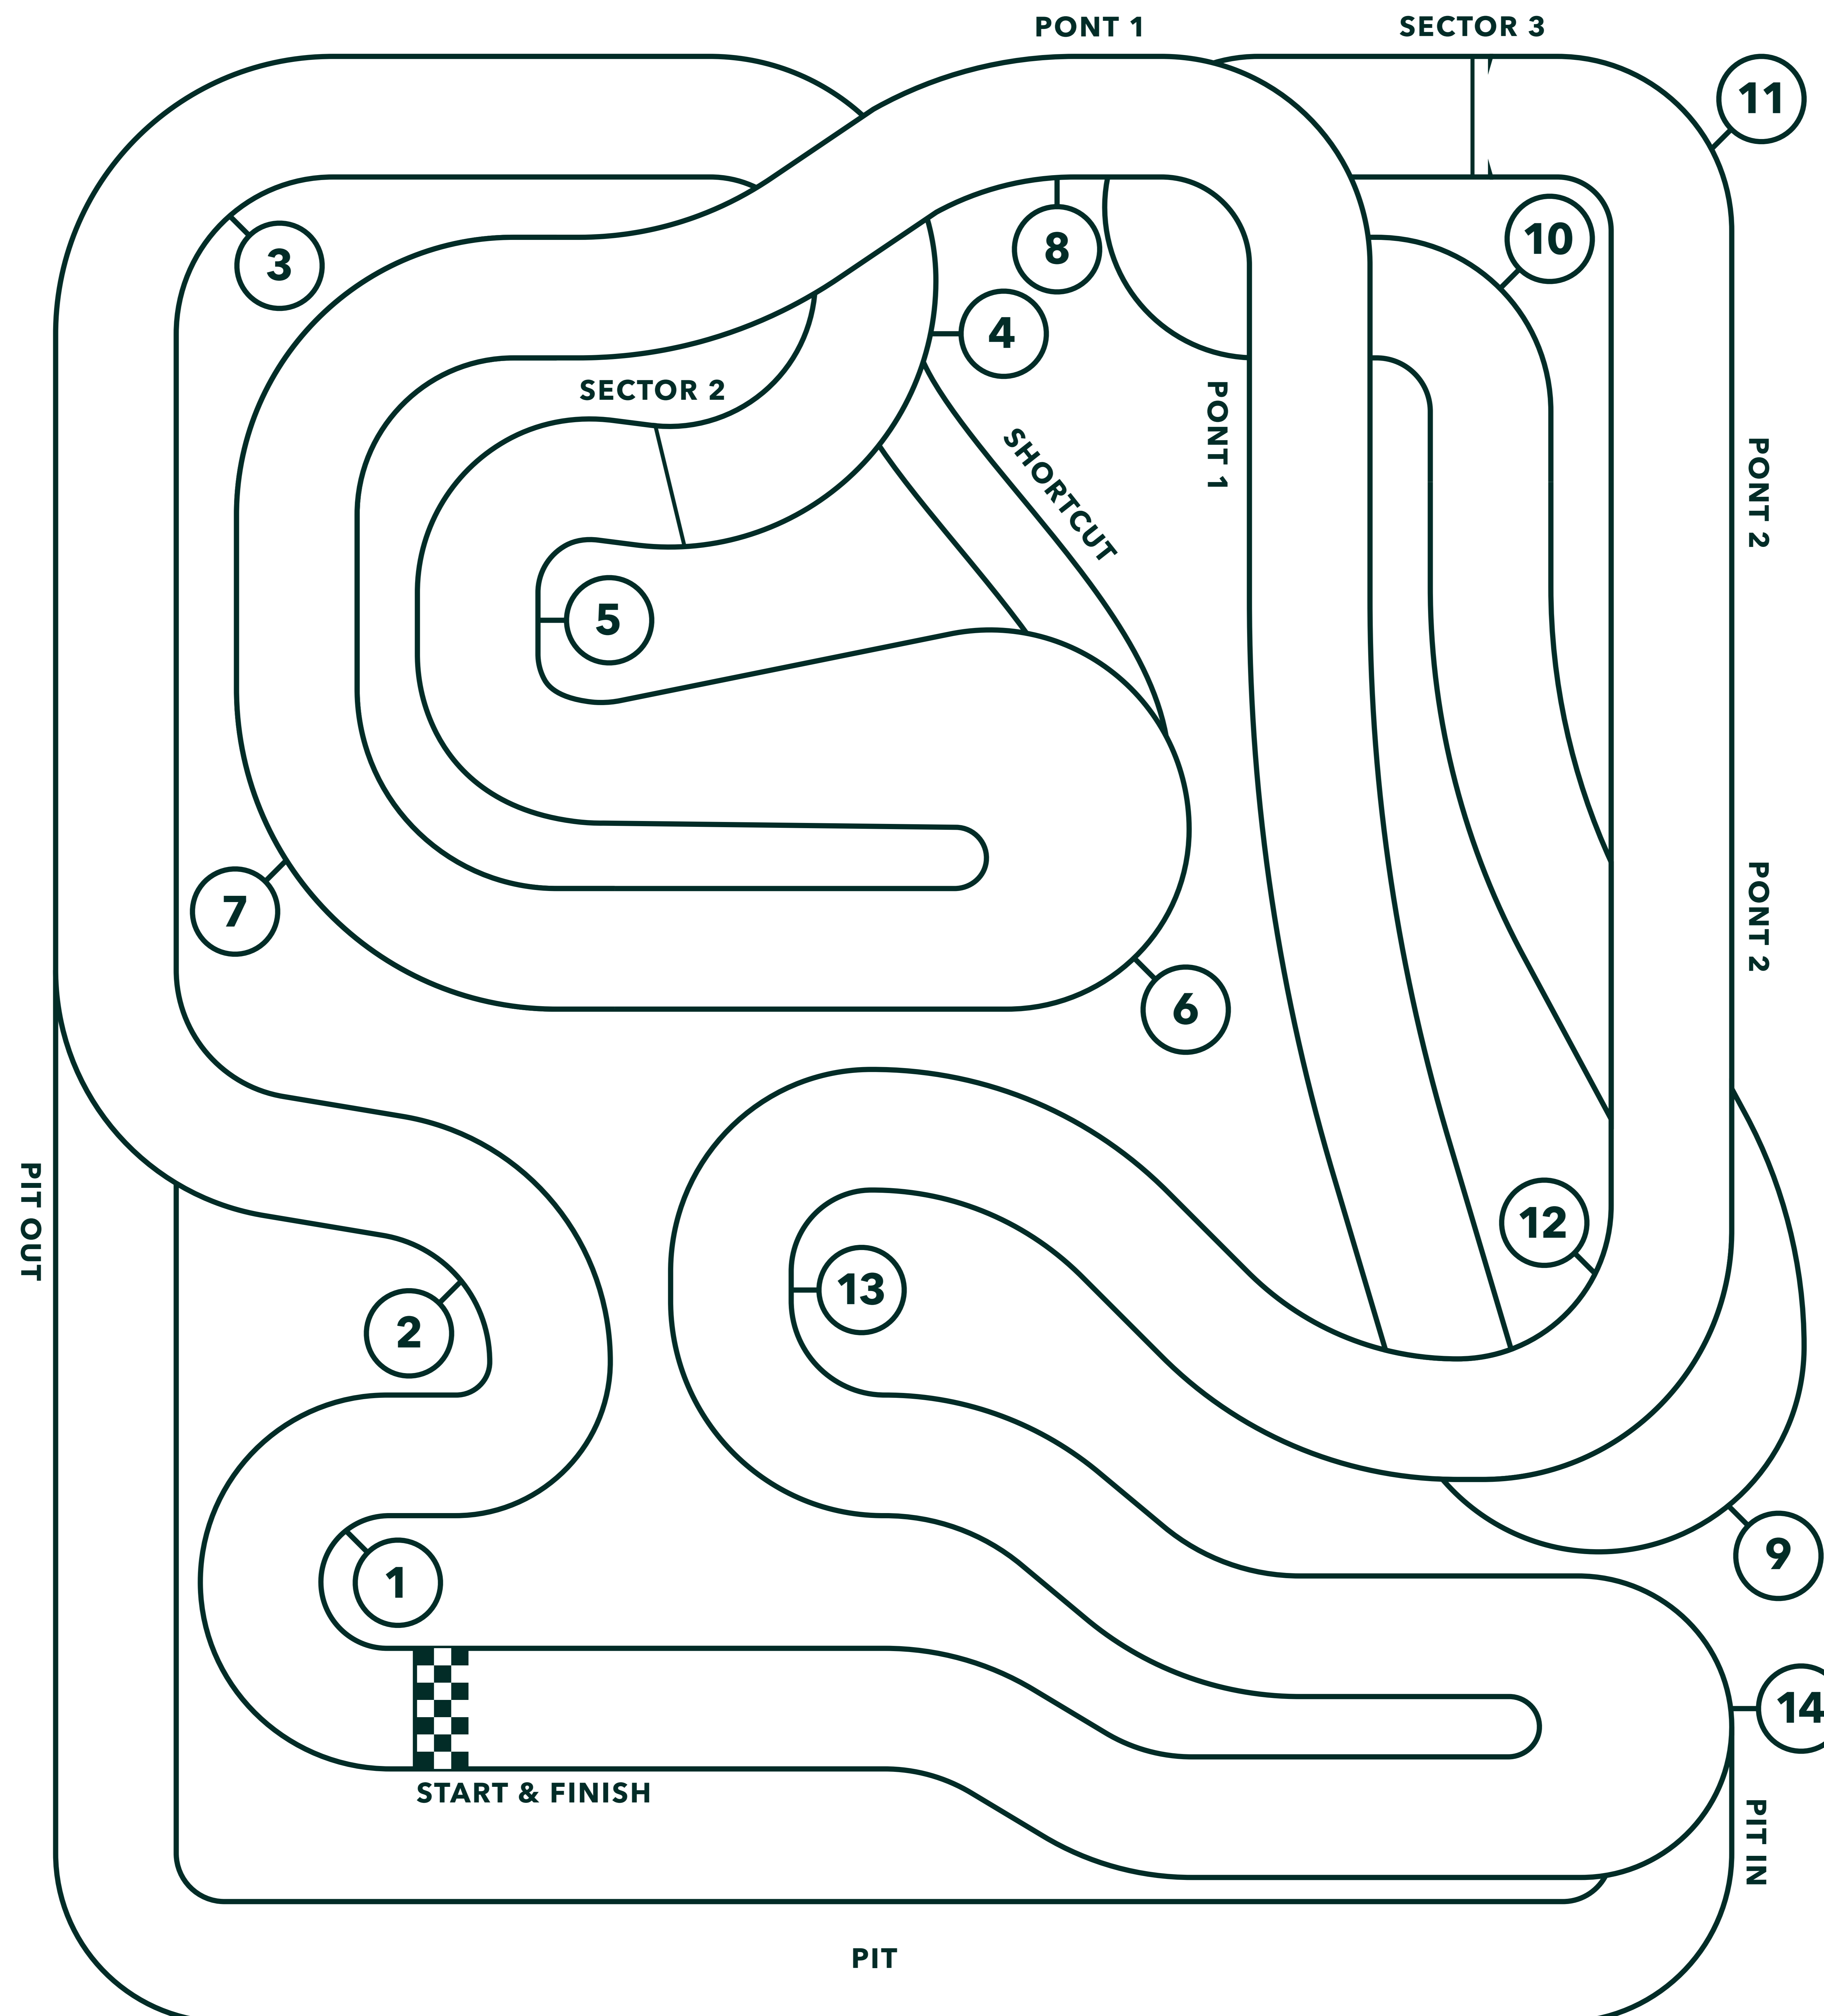 PONT 1
SECTOR 3
11
3
8
10
4
SECTOR 2
PONT 1
SHORTCUT
PONT 2
5
7
PONT 2
6
PIT OUT
12
13
2
9
1
14
START & FINISH
PIT IN
PIT